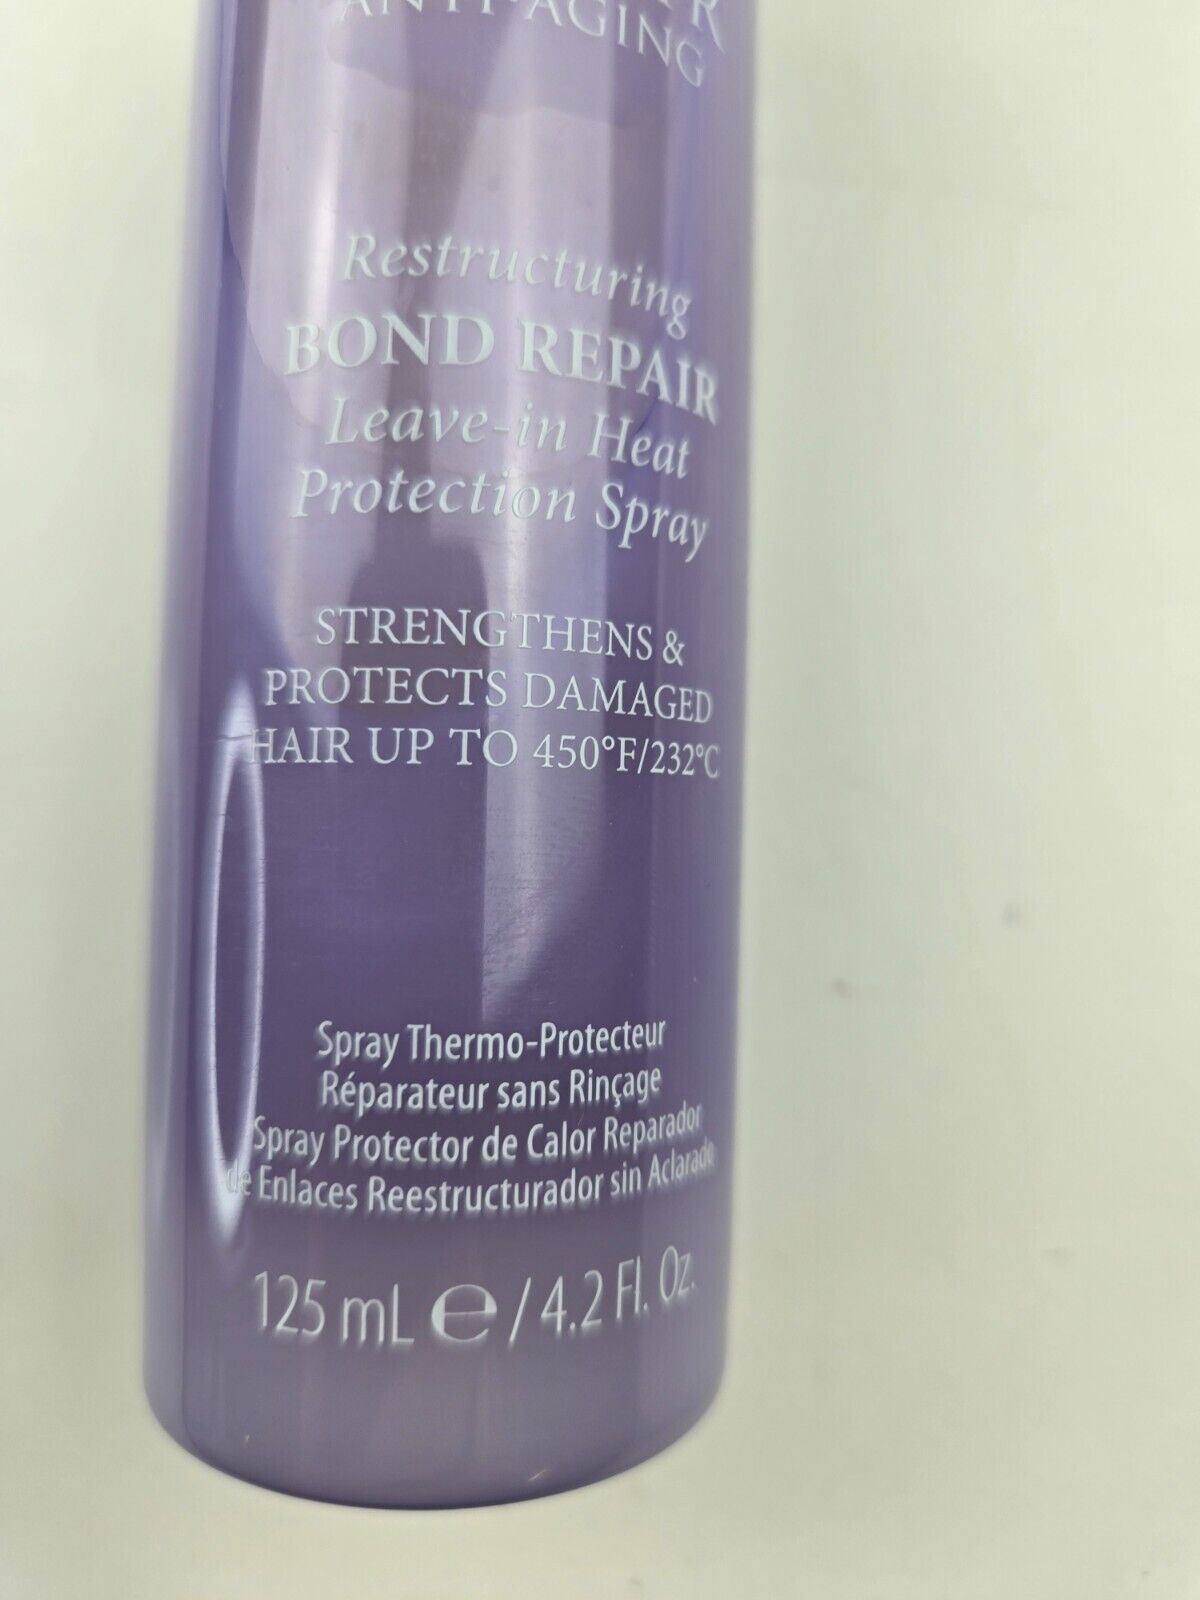 ANTI-AGING
Restructuring
BOND REPAIR
Leave-in Heat
Protection Spray
STRENGTHENS &
PROTECTS DAMAGED
HAIR UP TO 450°F/232°C
Spray Thermo-Protecteur
Réparateur sans Rinçage
Spray Protector de Calor Reparador
de Enlaces Reestructurador sin Aclarado
125 mL ℮ / 4.2 Fl. Oz.